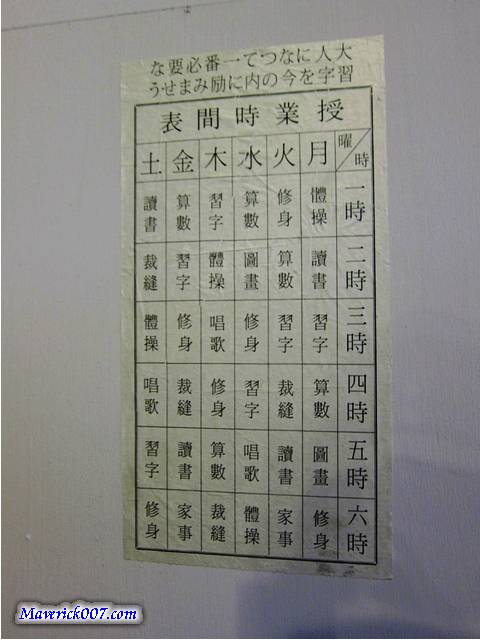 大人になつて一番必要な
習字を今の内に励みませう
授業時間表
曜 時 月 火 水 木 金 土
一時 體操 修身 算數 習字 算數 讀書
二時 讀書 算數 圖畫 體操 習字 裁縫
三時 習字 習字 修身 唱歌 修身 體操
四時 算數 裁縫 習字 修身 裁縫 唱歌
五時 圖畫 讀書 唱歌 算數 讀書 習字
六時 修身 家事 體操 裁縫 家事 修身
Maverick007.com